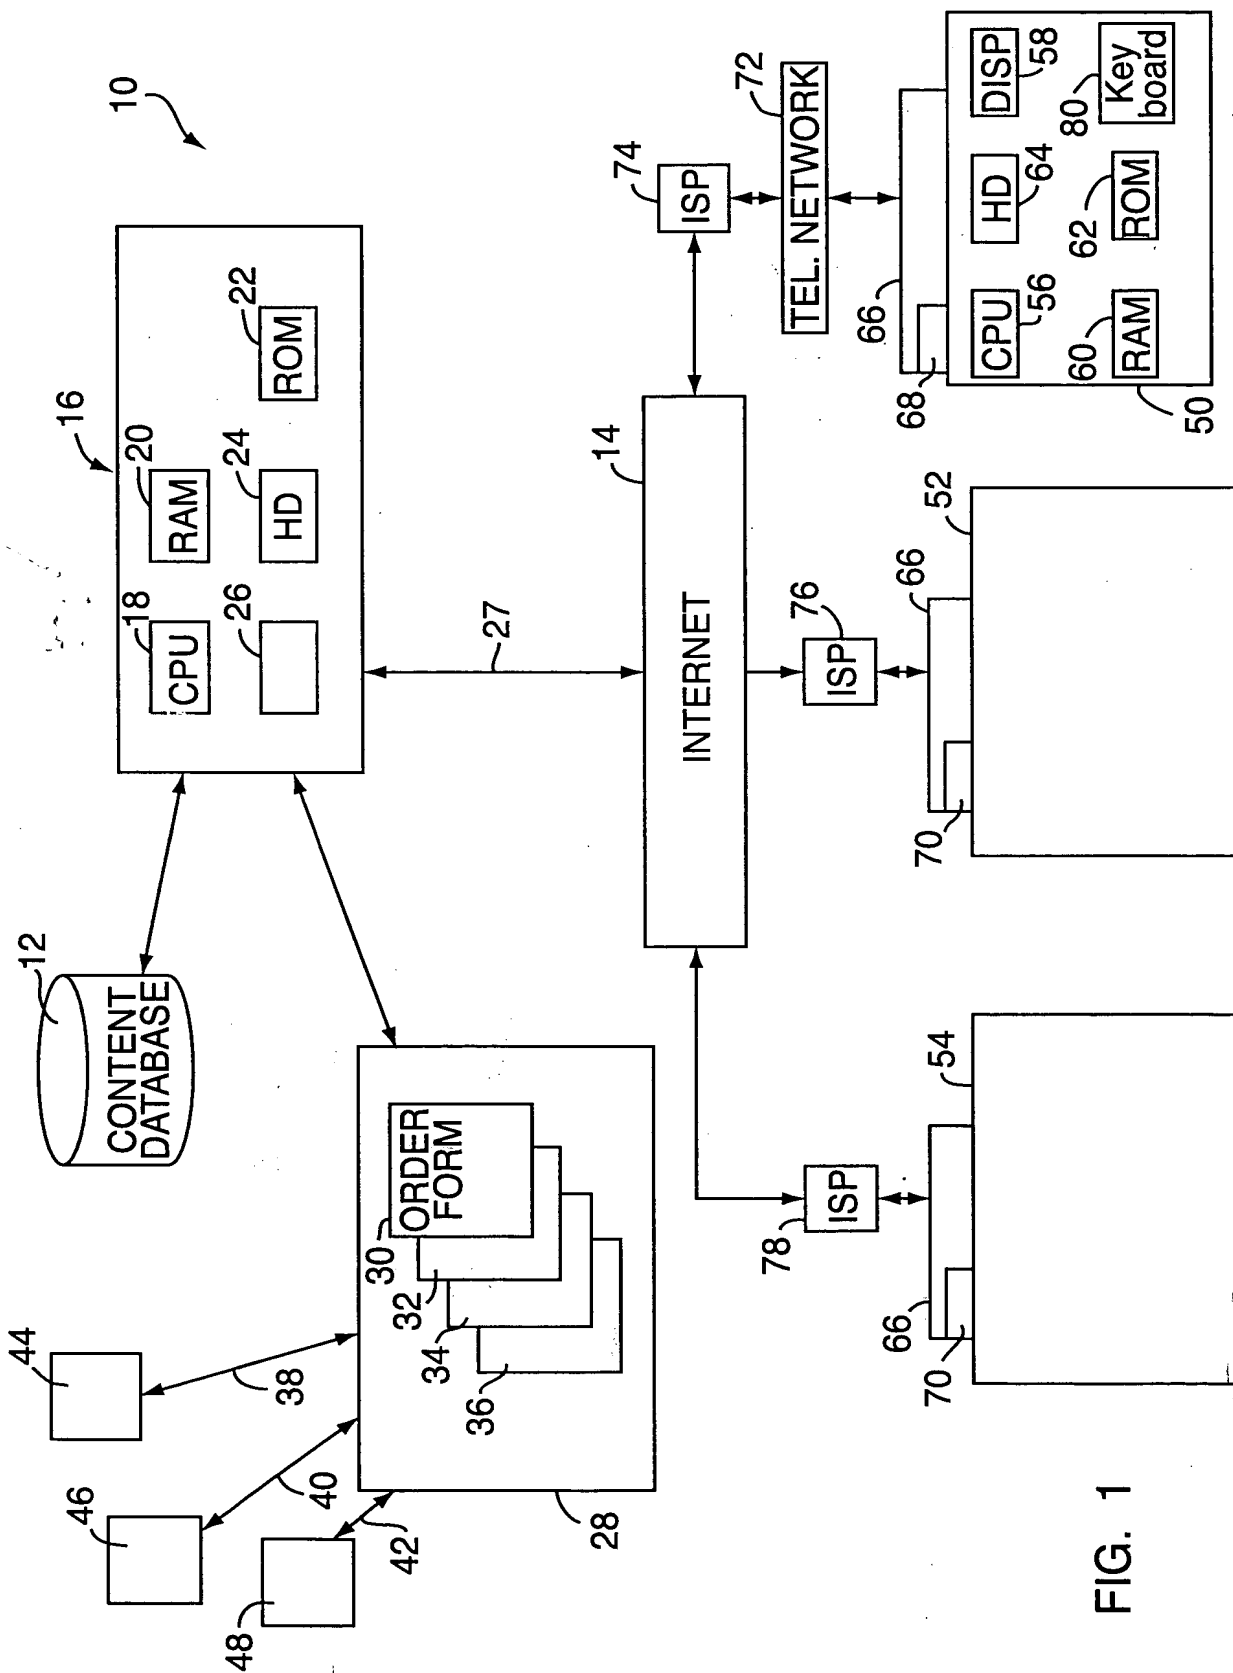 10
16
18
CPU
20
RAM
22
ROM
24
HD
26
12
CONTENT
DATABASE
27
44
46
48
38
40
42
28
30
ORDER
FORM
32
34
36
14
INTERNET
74
ISP
72
TEL. NETWORK
76
ISP
78
ISP
66
68
50
CPU
56
HD
64
DISP
58
60
RAM
62
ROM
80
Key
board
66
70
52
66
70
54
FIG. 1